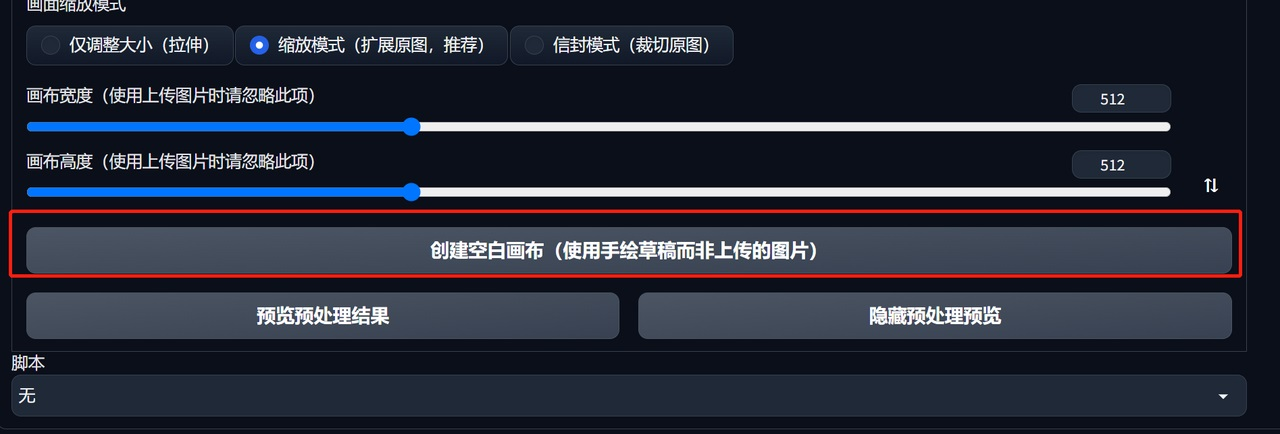 画面缩放模式
仅调整大小（拉伸） 缩放模式（扩展原图，推荐） 信封模式（裁切原图）
画布宽度（使用上传图片时请忽略此项） 512
画布高度（使用上传图片时请忽略此项） 512
创建空白画布（使用手绘草稿而非上传的图片）
预览预处理结果 隐藏预处理预览
脚本
无